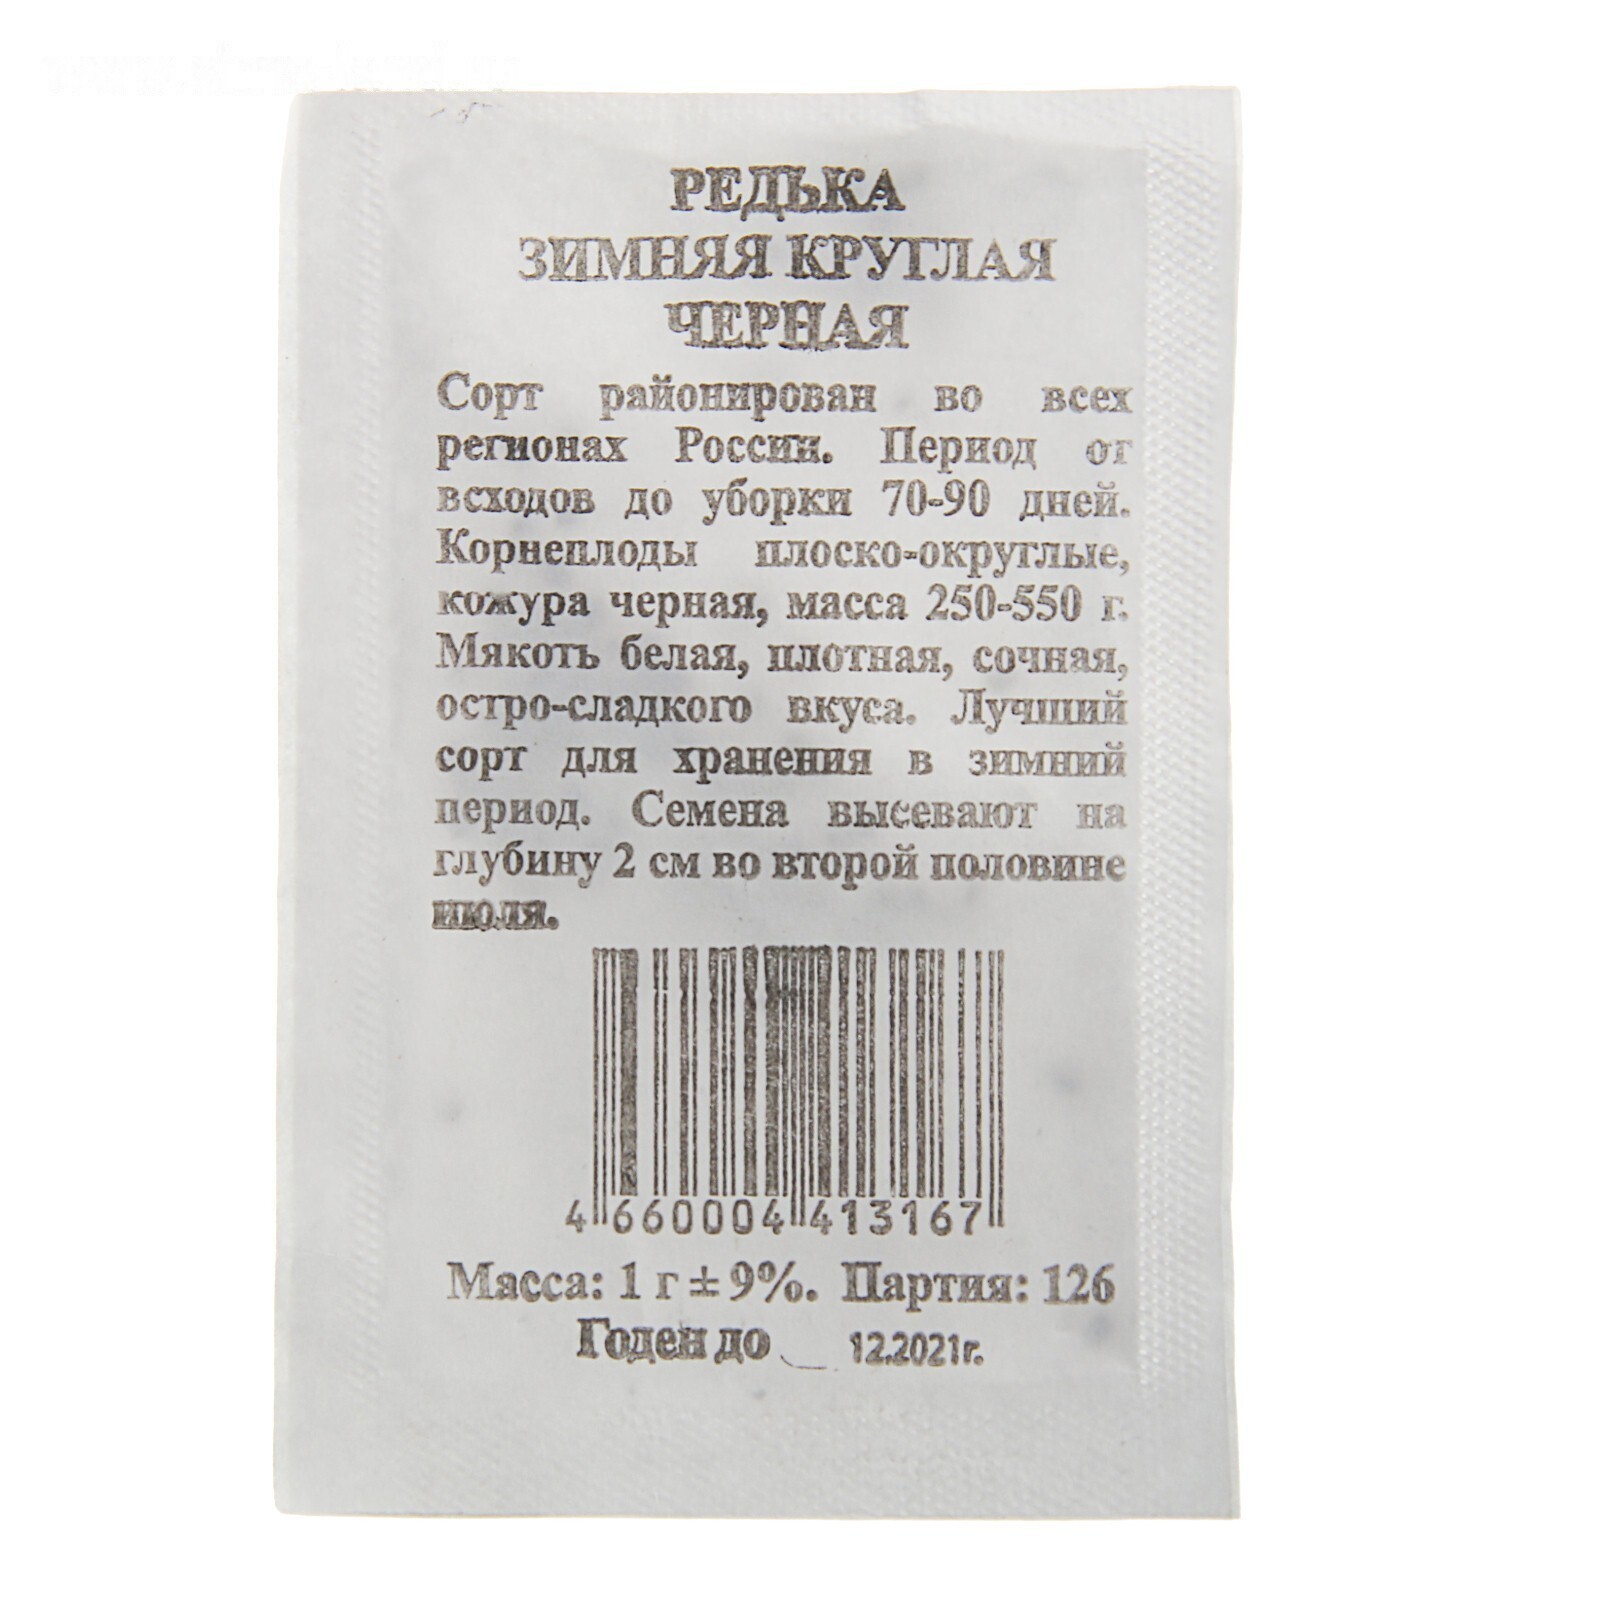 РЕДЬКА
ЗИМНЯЯ КРУГЛАЯ
ЧЕРНАЯ
Сорт районирован во всех
регионах России. Период от
всходов до уборки 70-90 дней.
Корнеплоды плоско-округлые,
кожура черная, масса 250-550 г.
Мякоть белая, плотная, сочная,
остро-сладкого вкуса. Лучший
сорт для хранения в зимний
период. Семена высевают на
глубину 2 см во второй половине
июля.
4 660004 413167
Масса: 1 г ± 9%. Партия: 126
Годен до 12.2021г.